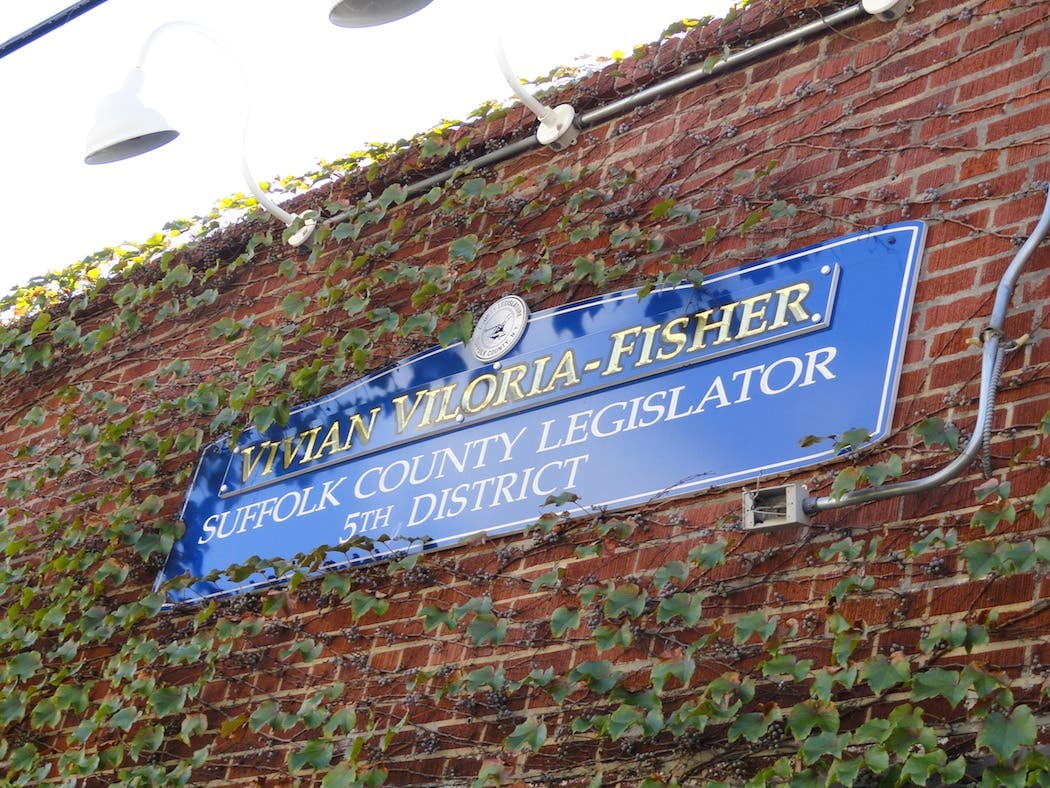 VIVIAN VILORIA-FISHER
SUFFOLK COUNTY LEGISLATOR
5TH DISTRICT